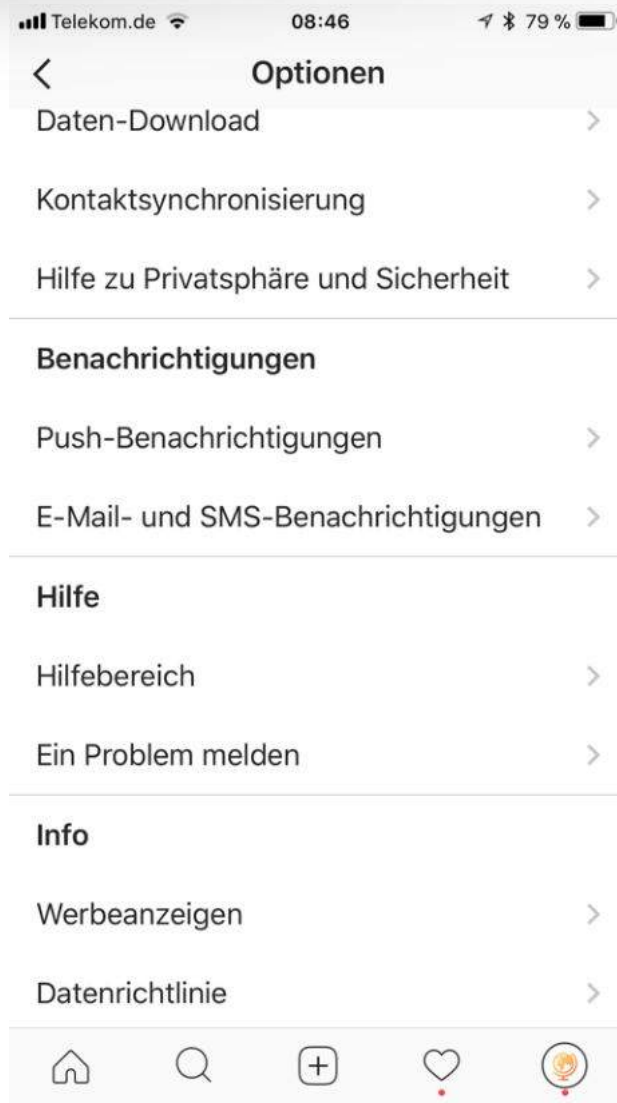 Telekom.de 08:46 79 %
Optionen
Daten-Download
Kontaktsynchronisierung
Hilfe zu Privatsphäre und Sicherheit
Benachrichtigungen
Push-Benachrichtigungen
E-Mail- und SMS-Benachrichtigungen
Hilfe
Hilfebereich
Ein Problem melden
Info
Werbeanzeigen
Datenrichtlinie